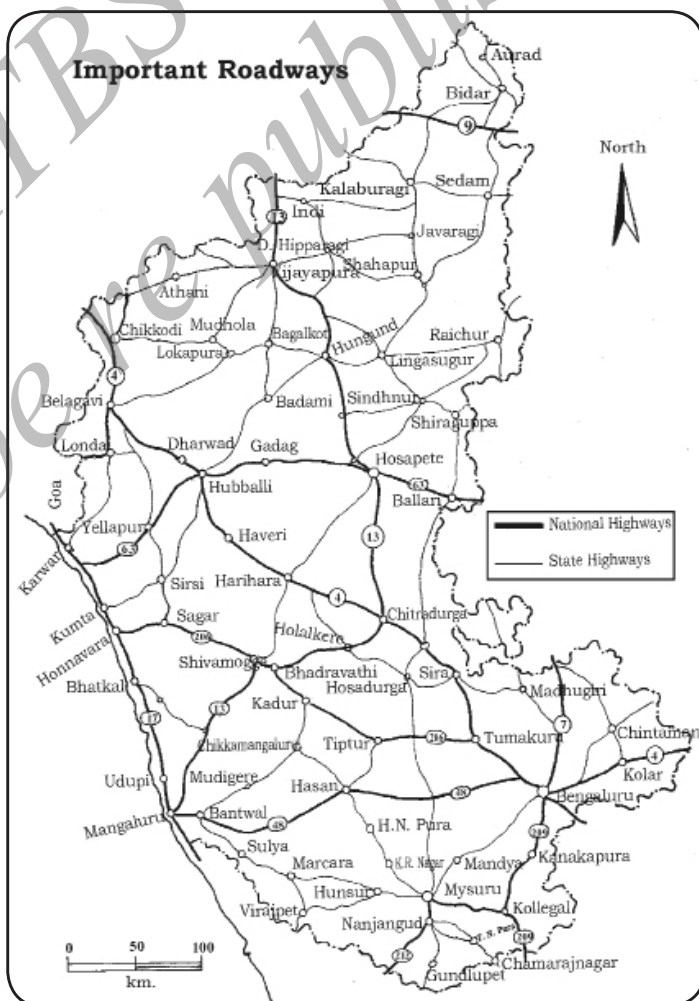 Important Roadways
Aurad
Bidar
9
North
Kalaburagi
Sedam
13
Indi
Javaragi
D. Hipparagi
Shahapur
Vijayapura
Athani
Chikkodi
Mudhola
Bagalkot
Hungund
Raichur
Lokapura
Lingasugur
4
Belagavi
Badami
Sindhnur
Shiraguppa
Londa
Dharwad
Gadag
Hosapete
Goa
Hubballi
63
Ballari
National Highways
State Highways
Yellapur
63
Haveri
13
Karwar
Sirsi
Harihara
4
Kumta
Sagar
Chitradurga
206
Holalkere
Honnavara
Shivamogga
Bhadravathi
Sira
Hosadurga
Bhatkal
Madhugiri
Kadur
17
13
7
Chintamani
Chikkamangalur
Tiptur
206
Tumakuru
4
Kolar
Udupi
Mudigere
Hasan
48
Bengaluru
Mangaluru
Bantwal
48
H.N. Pura
209
Sulya
K.R. Nagar
Mandya
Kanakapura
Marcara
Hunsur
Mysuru
Virajpet
Kollegal
Nanjangud
T. N. Pura
209
212
Chamarajnagar
Gundlupet
0 50 100
km.
TBS
be republi